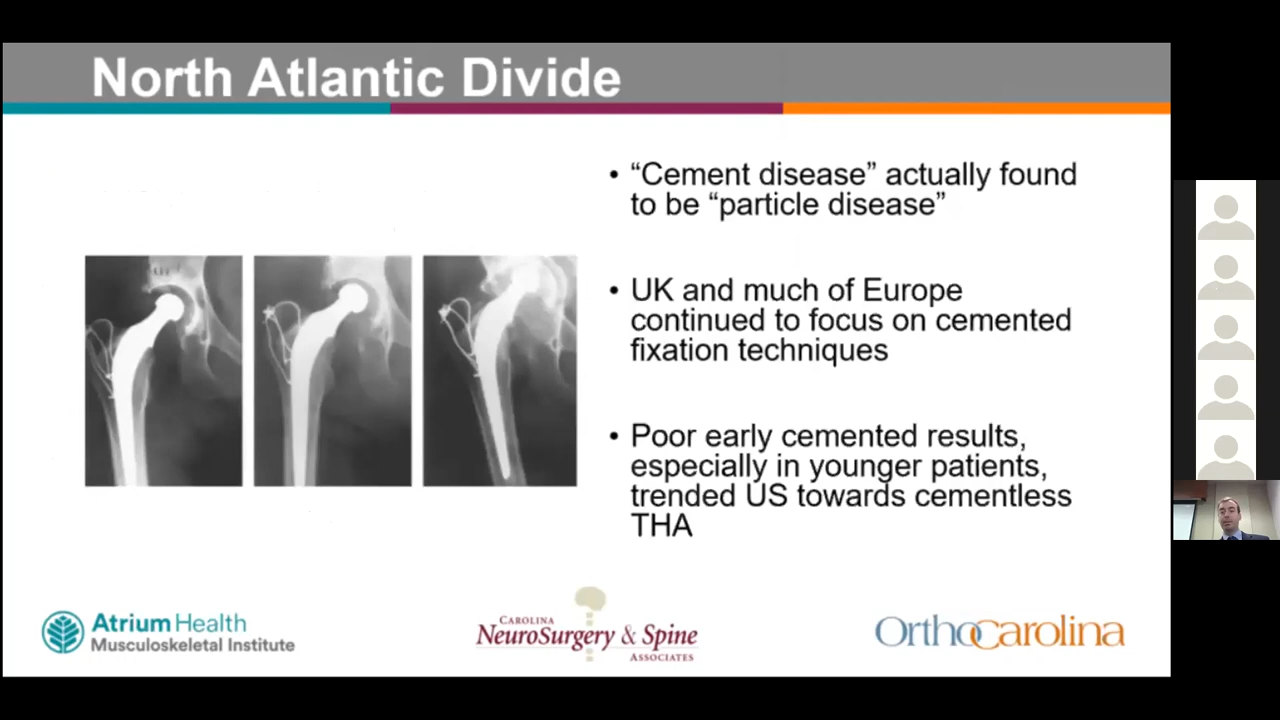 North Atlantic Divide
• “Cement disease” actually found
to be “particle disease”
• UK and much of Europe
continued to focus on cemented
fixation techniques
• Poor early cemented results,
especially in younger patients,
trended US towards cementless
THA
Atrium Health
Musculoskeletal Institute
CAROLINA
NEUROSURGERY & SPINE
ASSOCIATES
OrthoCarolina